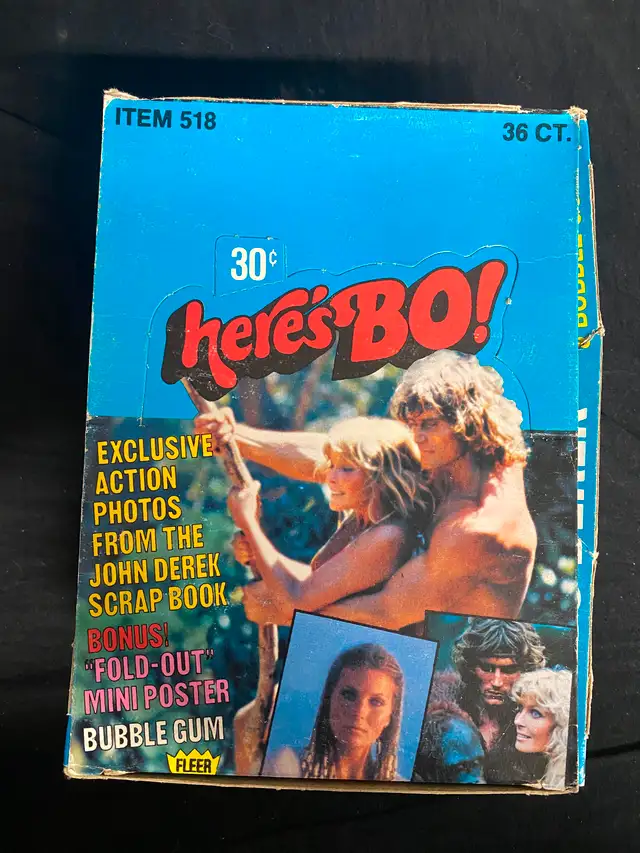 ITEM 518
36 CT.
30¢
here's BO!
EXCLUSIVE
ACTION
PHOTOS
FROM THE
JOHN DEREK
SCRAP BOOK
BONUS!
"FOLD-OUT"
MINI POSTER
BUBBLE GUM
FLEER
BUBBLE